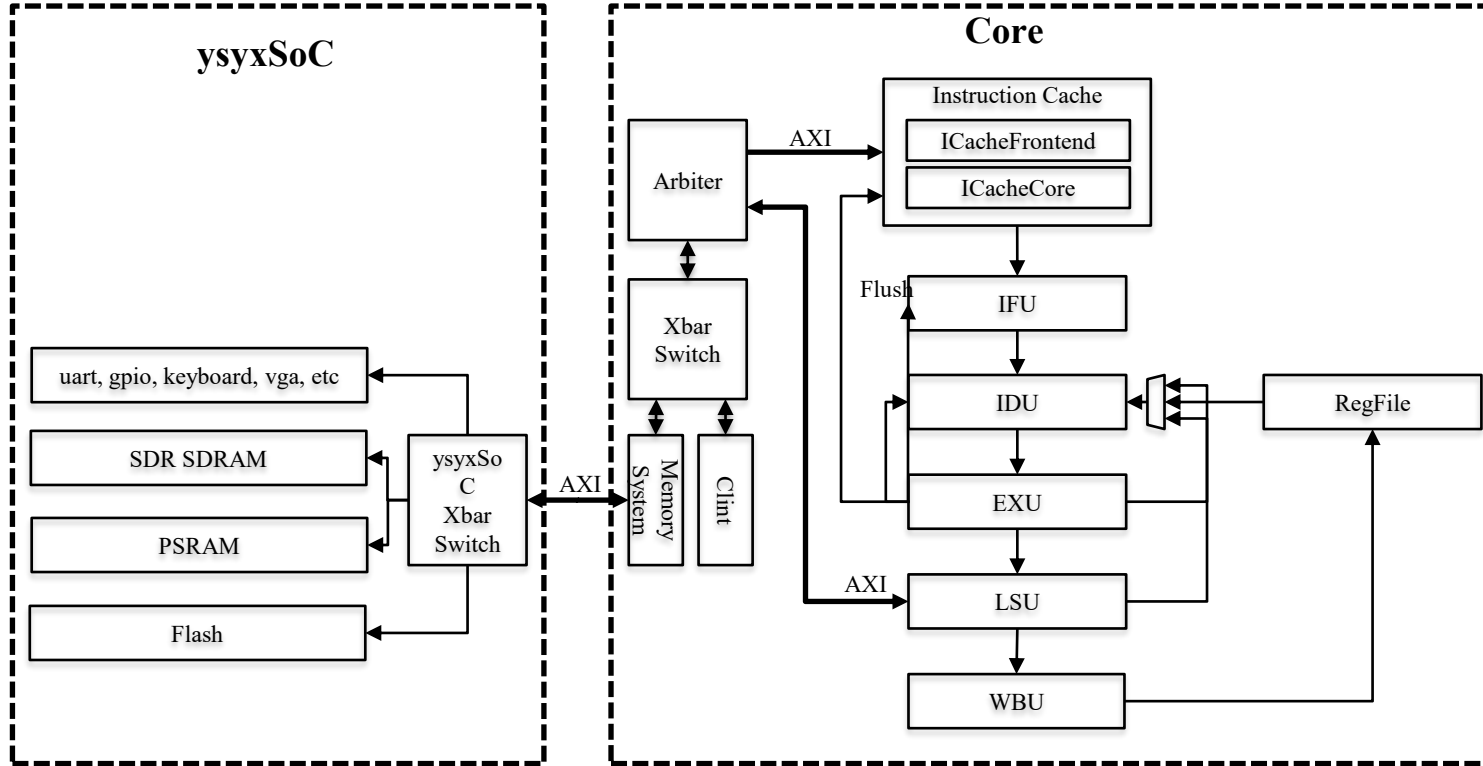 ysyxSoC
uart, gpio, keyboard, vga, etc
SDR SDRAM
PSRAM
Flash
ysyxSo
C
Xbar
Switch
AXI
Core
Arbiter
AXI
Xbar
Switch
Memory
System
Clint
AXI
Instruction Cache
ICacheFrontend
ICacheCore
Flush
IFU
IDU
EXU
LSU
WBU
RegFile